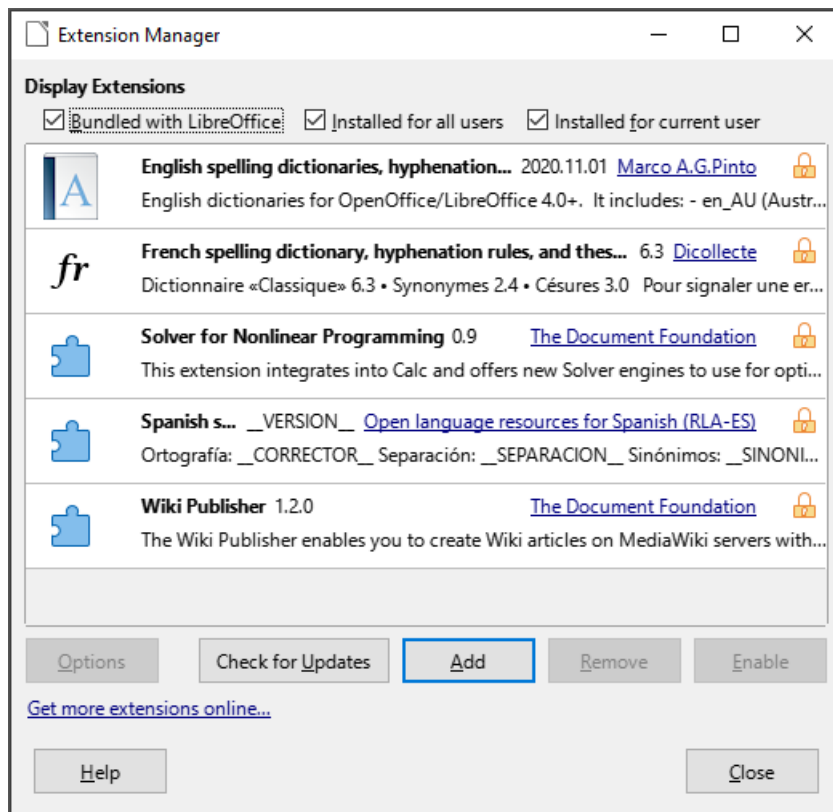 Extension Manager
Display Extensions
Bundled with LibreOffice Installed for all users Installed for current user
English spelling dictionaries, hyphenation... 2020.11.01 Marco A.G.Pinto
A
English dictionaries for OpenOffice/LibreOffice 4.0+. It includes: - en_AU (Austr...
French spelling dictionary, hyphenation rules, and thes... 6.3 Dicollecte
fr
Dictionnaire «Classique» 6.3 • Synonymes 2.4 • Césures 3.0 Pour signaler une er...
Solver for Nonlinear Programming 0.9 The Document Foundation
This extension integrates into Calc and offers new Solver engines to use for opti...
Spanish s... __VERSION__ Open language resources for Spanish (RLA-ES)
Ortografía: __CORRECTOR__ Separación: __SEPARACION__ Sinónimos: __SINONI...
Wiki Publisher 1.2.0 The Document Foundation
The Wiki Publisher enables you to create Wiki articles on MediaWiki servers with...
Options Check for Updates Add Remove Enable
Get more extensions online...
Help Close